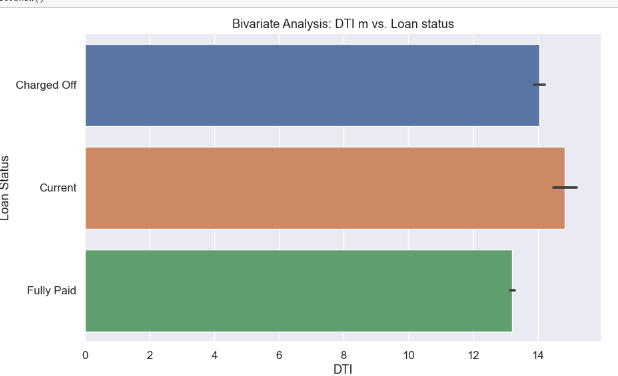 Bivariate Analysis: DTI m vs. Loan status
Charged Off
Current
Fully Paid
Loan Status
0 2 4 6 8 10 12 14
DTI